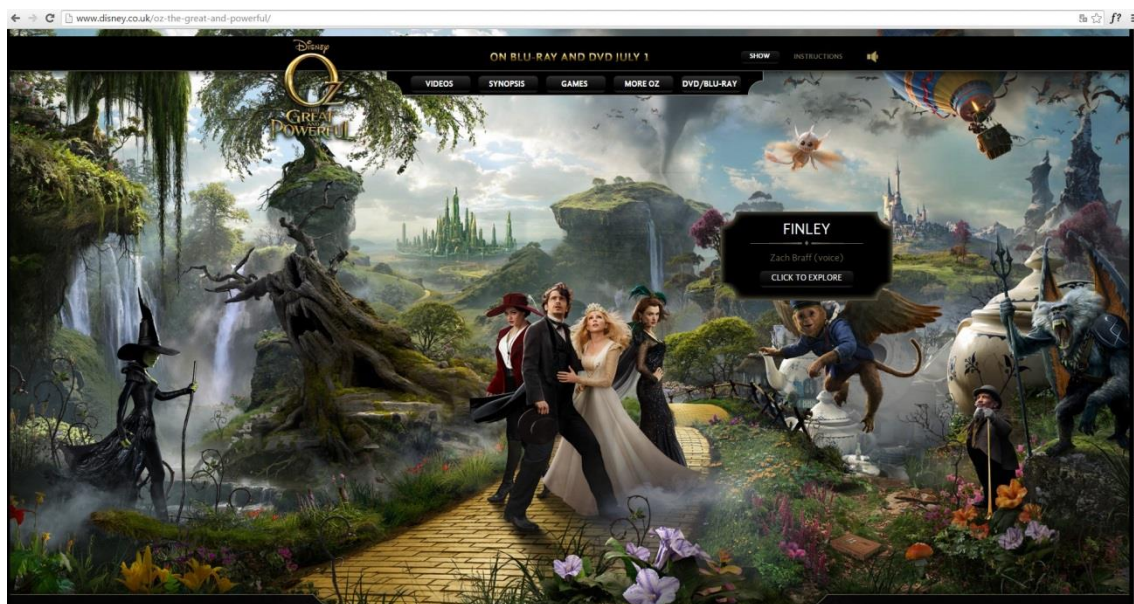 www.disney.co.uk/oz-the-great-and-powerful/
f?
Disney
OZ
THE
GREAT
AND
POWERFUL
ON BLU-RAY AND DVD JULY 1
SHOW
INSTRUCTIONS
VIDEOS SYNOPSIS GAMES MORE OZ DVD/BLU-RAY
FINLEY
Zach Braff (voice)
CLICK TO EXPLORE